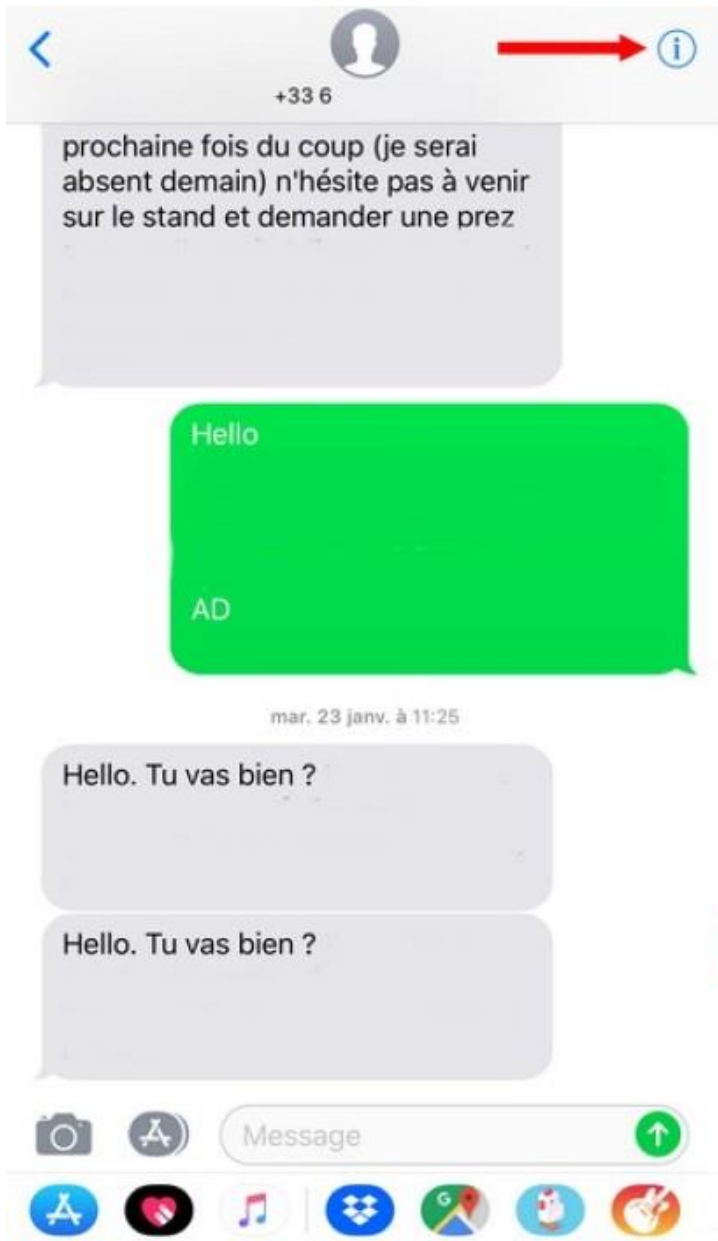 +33 6
prochaine fois du coup (je serai
absent demain) n'hésite pas à venir
sur le stand et demander une prez
Hello
AD
mar. 23 janv. à 11:25
Hello. Tu vas bien ?
Hello. Tu vas bien ?
Message